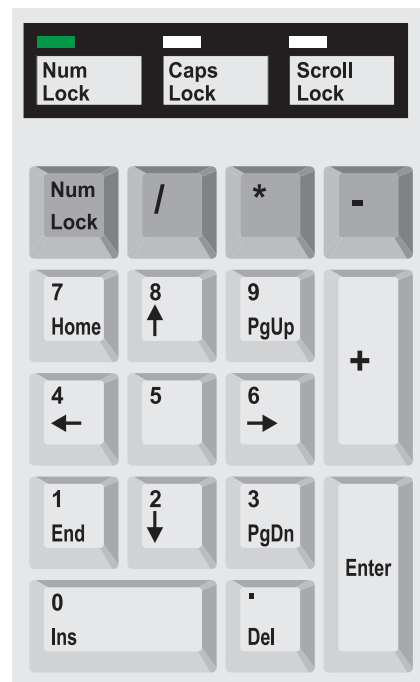 Num Caps Scroll
Lock Lock Lock
Num / * -
Lock
7 8 9
Home ↑ PgUp
+
4 5 6
← →
1 2 3
End ↓ PgDn
Enter
0 .
Ins Del